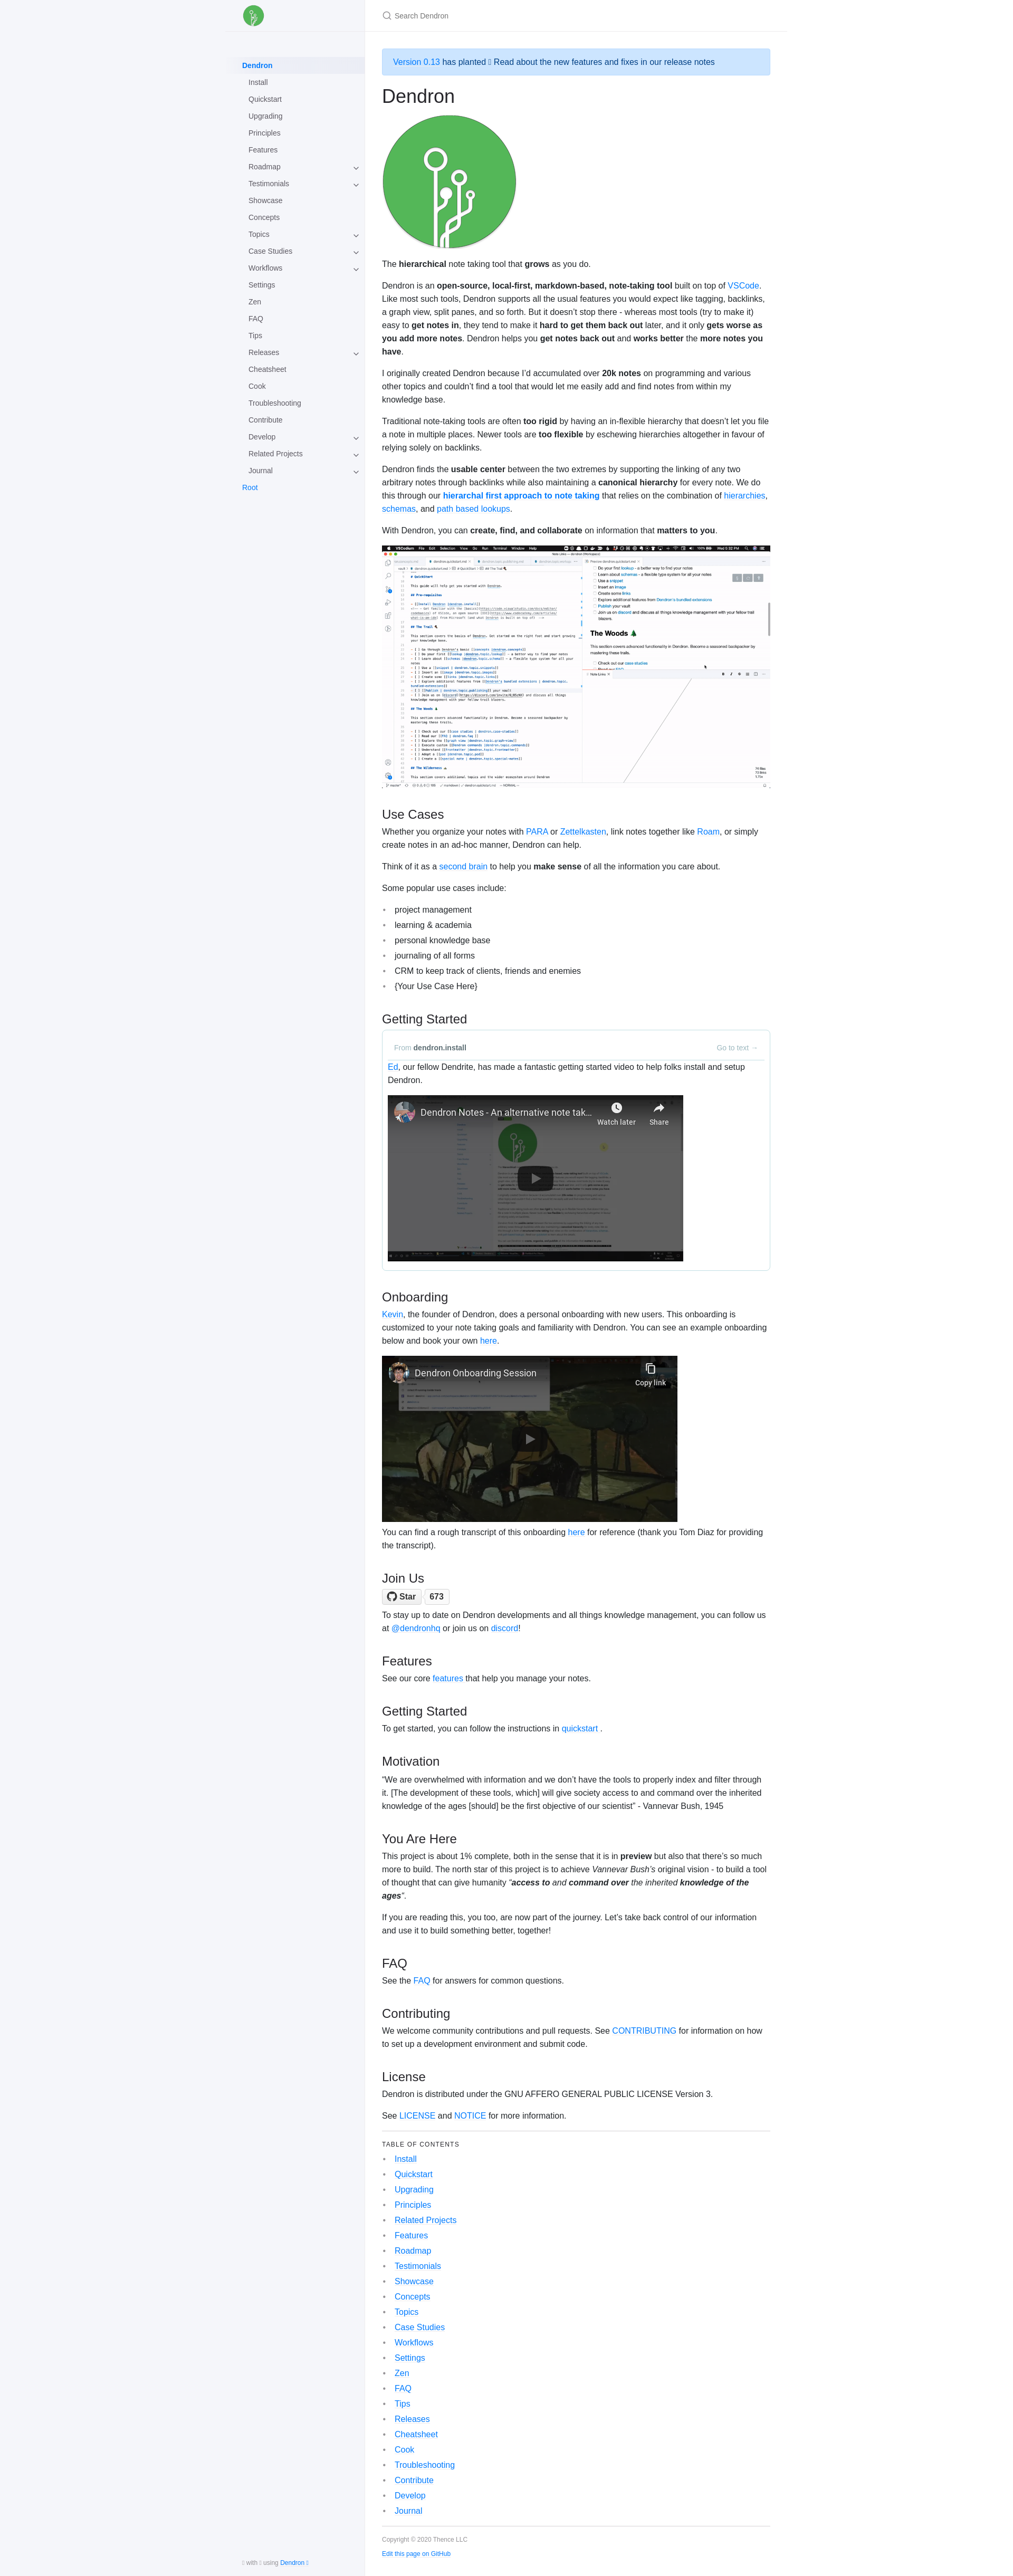 Search Dendron
Dendron
Install
Quickstart
Upgrading
Principles
Features
Roadmap
Testimonials
Showcase
Concepts
Topics
Case Studies
Workflows
Settings
Zen
FAQ
Tips
Releases
Cheatsheet
Cook
Troubleshooting
Contribute
Develop
Related Projects
Journal
Root
with using Dendron
Version 0.13 has planted Read about the new features and fixes in our release notes
Dendron
The hierarchical note taking tool that grows as you do.
Dendron is an open-source, local-first, markdown-based, note-taking tool built on top of VSCode.
Like most such tools, Dendron supports all the usual features you would expect like tagging, backlinks,
a graph view, split panes, and so forth. But it doesn't stop there - whereas most tools (try to make it)
easy to get notes in, they tend to make it hard to get them back out later, and it only gets worse as
you add more notes. Dendron helps you get notes back out and works better the more notes you
have.
I originally created Dendron because I'd accumulated over 20k notes on programming and various
other topics and couldn't find a tool that would let me easily add and find notes from within my
knowledge base.
Traditional note-taking tools are often too rigid by having an in-flexible hierarchy that doesn't let you file
a note in multiple places. Newer tools are too flexible by eschewing hierarchies altogether in favour of
relying solely on backlinks.
Dendron finds the usable center between the two extremes by supporting the linking of any two
arbitrary notes through backlinks while also maintaining a canonical hierarchy for every note. We do
this through our hierarchal first approach to note taking that relies on the combination of hierarchies,
schemas, and path based lookups.
With Dendron, you can create, find, and collaborate on information that matters to you.
The Woods
Use Cases
Whether you organize your notes with PARA or Zettelkasten, link notes together like Roam, or simply
create notes in an ad-hoc manner, Dendron can help.
Think of it as a second brain to help you make sense of all the information you care about.
Some popular use cases include:
project management
learning & academia
personal knowledge base
journaling of all forms
CRM to keep track of clients, friends and enemies
{Your Use Case Here}
Getting Started
From dendron.install
Go to text →
Ed, our fellow Dendrite, has made a fantastic getting started video to help folks install and setup
Dendron.
Dendron Notes - An alternative note tak...
Watch later
Share
Onboarding
Kevin, the founder of Dendron, does a personal onboarding with new users. This onboarding is
customized to your note taking goals and familiarity with Dendron. You can see an example onboarding
below and book your own here.
Dendron Onboarding Session
Copy link
You can find a rough transcript of this onboarding here for reference (thank you Tom Diaz for providing
the transcript).
Join Us
Star 673
To stay up to date on Dendron developments and all things knowledge management, you can follow us
at @dendronhq or join us on discord!
Features
See our core features that help you manage your notes.
Getting Started
To get started, you can follow the instructions in quickstart .
Motivation
“We are overwhelmed with information and we don't have the tools to properly index and filter through
it. [The development of these tools, which] will give society access to and command over the inherited
knowledge of the ages [should] be the first objective of our scientist” - Vannevar Bush, 1945
You Are Here
This project is about 1% complete, both in the sense that it is in preview but also that there's so much
more to build. The north star of this project is to achieve Vannevar Bush's original vision - to build a tool
of thought that can give humanity “access to and command over the inherited knowledge of the
ages”.
If you are reading this, you too, are now part of the journey. Let's take back control of our information
and use it to build something better, together!
FAQ
See the FAQ for answers for common questions.
Contributing
We welcome community contributions and pull requests. See CONTRIBUTING for information on how
to set up a development environment and submit code.
License
Dendron is distributed under the GNU AFFERO GENERAL PUBLIC LICENSE Version 3.
See LICENSE and NOTICE for more information.
TABLE OF CONTENTS
Install
Quickstart
Upgrading
Principles
Related Projects
Features
Roadmap
Testimonials
Showcase
Concepts
Topics
Case Studies
Workflows
Settings
Zen
FAQ
Tips
Releases
Cheatsheet
Cook
Troubleshooting
Contribute
Develop
Journal
Copyright © 2020 Thence LLC
Edit this page on GitHub